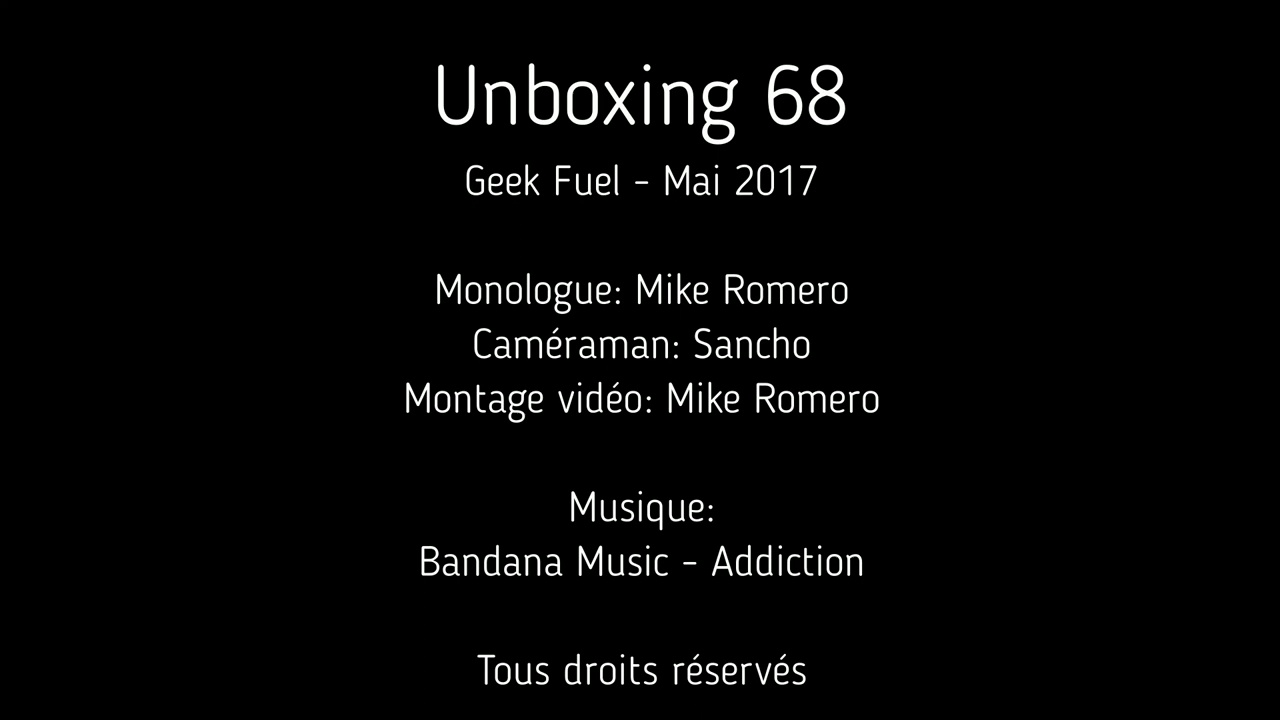 Unboxing 68
Geek Fuel - Mai 2017
Monologue: Mike Romero
Caméraman: Sancho
Montage vidéo: Mike Romero
Musique:
Bandana Music - Addiction
Tous droits réservés